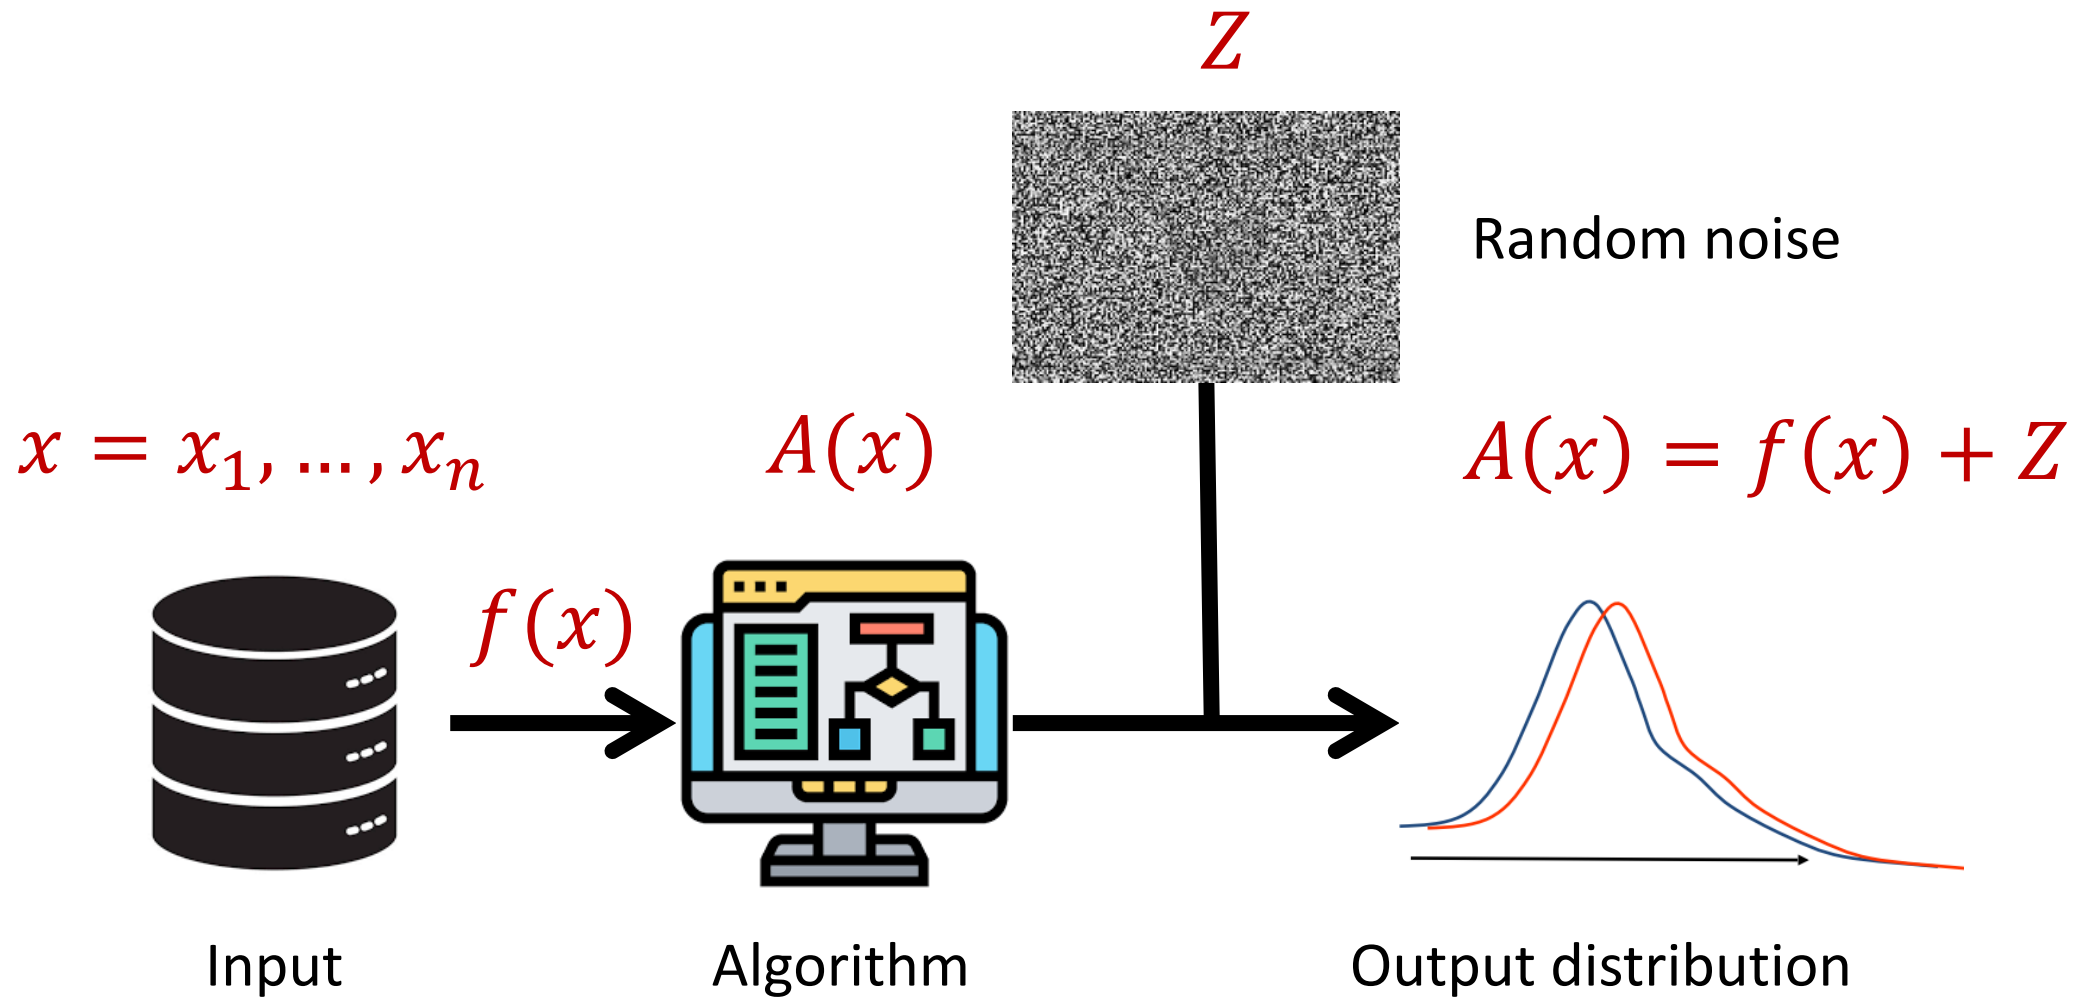 Z
Random noise
x = x₁, … , xₙ
A(x)
A(x) = f(x) + Z
f(x)
Input
Algorithm
Output distribution